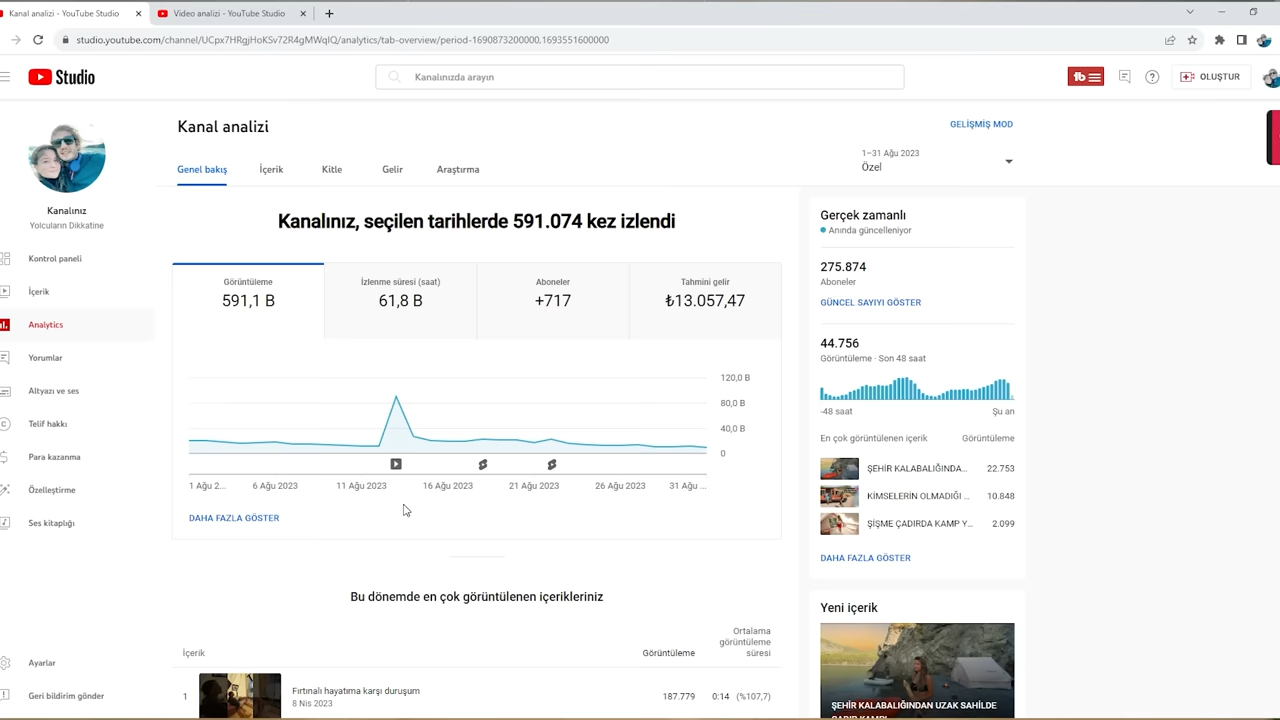 Kanal analizi - YouTube Studio
Video analizi - YouTube Studio
studio.youtube.com/channel/UCpx7HRgjHoKSv72R4gMWqIQ/analytics/tab-overview/period-1690873200000,1693551600000
Studio
Kanalınızda arayın
OLUŞTUR
Kanalınız
Yolcuların Dikkatine
Kontrol paneli
İçerik
Analytics
Yorumlar
Altyazı ve ses
Telif hakkı
Para kazanma
Özelleştirme
Ses kitaplığı
Ayarlar
Geri bildirim gönder
Kanal analizi
GELİŞMİŞ MOD
Genel bakış
İçerik
Kitle
Gelir
Araştırma
1–31 Ağu 2023
Özel
Kanalınız, seçilen tarihlerde 591.074 kez izlendi
Görüntüleme
591,1 B
İzlenme süresi (saat)
61,8 B
Aboneler
+717
Tahmini gelir
₺13.057,47
120,0 B
80,0 B
40,0 B
0
1 Ağu 2...
6 Ağu 2023
11 Ağu 2023
16 Ağu 2023
21 Ağu 2023
26 Ağu 2023
31 Ağu ...
DAHA FAZLA GÖSTER
Bu dönemde en çok görüntülenen içerikleriniz
İçerik
Görüntüleme
Ortalama
görüntüleme
süresi
1
Fırtınalı hayatıma karşı duruşum
8 Nis 2023
187.779
0:14 (%107,7)
Gerçek zamanlı
Anında güncelleniyor
275.874
Aboneler
GÜNCEL SAYIYI GÖSTER
44.756
Görüntüleme · Son 48 saat
-48 saat
Şu an
En çok görüntülenen içerik
Görüntüleme
ŞEHİR KALABALIĞINDA... 22.753
KİMSELERİN OLMADIĞI ... 10.848
ŞİŞME ÇADIRDA KAMP Y... 2.099
DAHA FAZLA GÖSTER
Yeni içerik
ŞEHİR KALABALIĞINDAN UZAK SAHİLDE
ÇADIR KAMPI